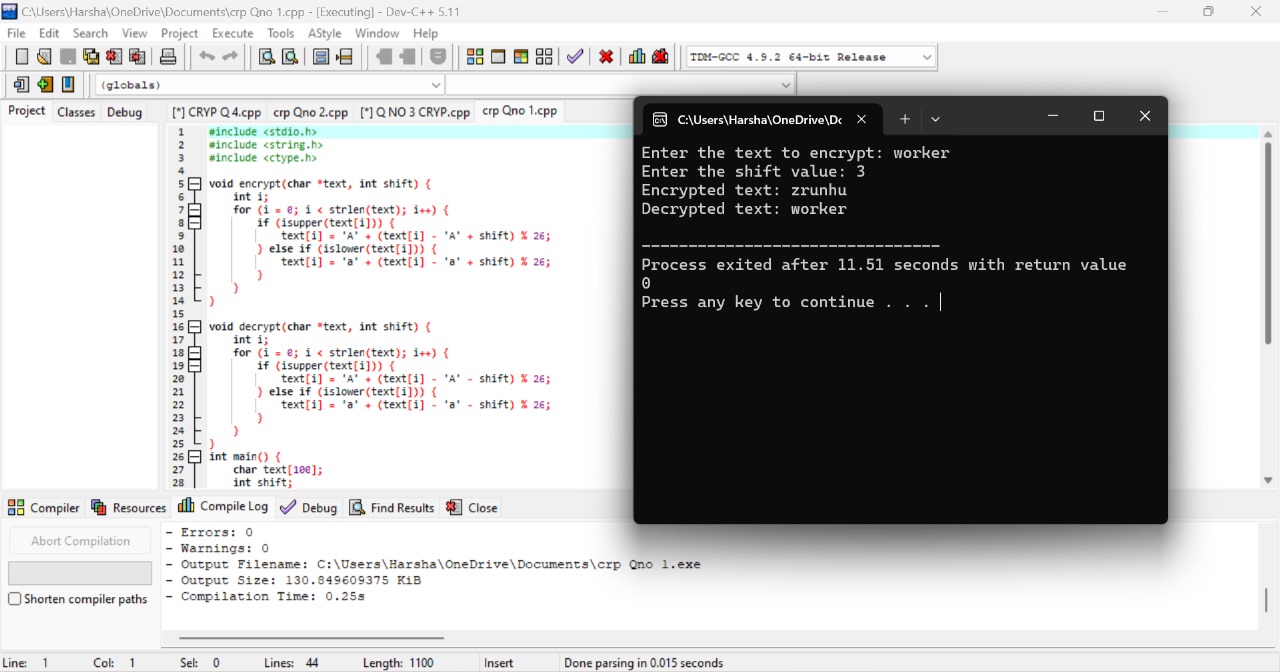 C:\Users\Harsha\OneDrive\Documents\crp Qno 1.cpp - [Executing] - Dev-C++ 5.11
File Edit Search View Project Execute Tools AStyle Window Help
TDM-GCC 4.9.2 64-bit Release
(globals)
Project Classes Debug
[*] CRYP Q 4.cpp crp Qno 2.cpp [*] Q NO 3 CRYP.cpp crp Qno 1.cpp
1 #include <stdio.h>
2 #include <string.h>
3 #include <ctype.h>
4
5 void encrypt(char *text, int shift) {
6 int i;
7 for (i = 0; i < strlen(text); i++) {
8 if (isupper(text[i])) {
9 text[i] = 'A' + (text[i] - 'A' + shift) % 26;
10 } else if (islower(text[i])) {
11 text[i] = 'a' + (text[i] - 'a' + shift) % 26;
12 }
13 }
14 }
15
16 void decrypt(char *text, int shift) {
17 int i;
18 for (i = 0; i < strlen(text); i++) {
19 if (isupper(text[i])) {
20 text[i] = 'A' + (text[i] - 'A' - shift) % 26;
21 } else if (islower(text[i])) {
22 text[i] = 'a' + (text[i] - 'a' - shift) % 26;
23 }
24 }
25 }
26 int main() {
27 char text[100];
28 int shift;
C:\Users\Harsha\OneDrive\Dc
Enter the text to encrypt: worker
Enter the shift value: 3
Encrypted text: zrunhu
Decrypted text: worker
--------------------------------
Process exited after 11.51 seconds with return value
0
Press any key to continue . . .
Compiler Resources Compile Log Debug Find Results Close
Abort Compilation
Shorten compiler paths
- Errors: 0
- Warnings: 0
- Output Filename: C:\Users\Harsha\OneDrive\Documents\crp Qno 1.exe
- Output Size: 130.849609375 KiB
- Compilation Time: 0.25s
Line: 1 Col: 1 Sel: 0 Lines: 44 Length: 1100 Insert Done parsing in 0.015 seconds